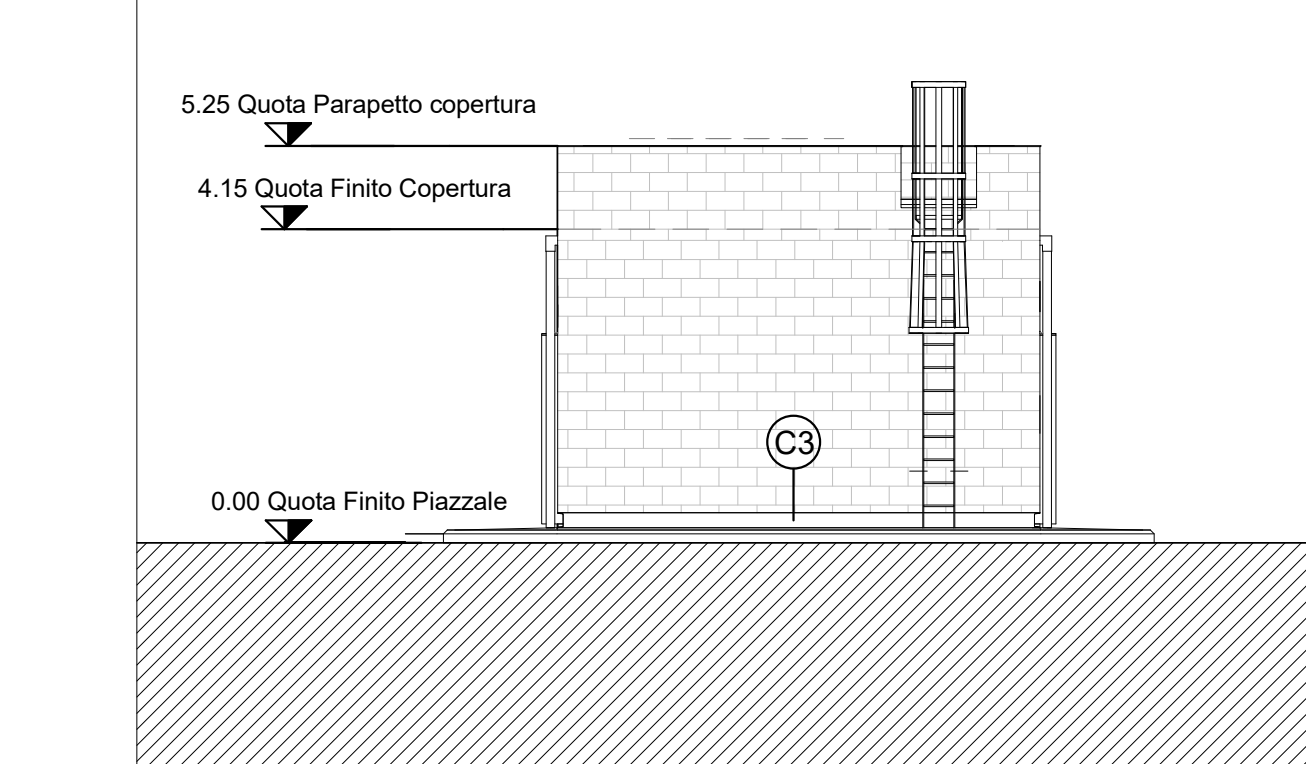 5.25 Quota Parapetto copertura
4.15 Quota Finito Copertura
C3
0.00 Quota Finito Piazzale